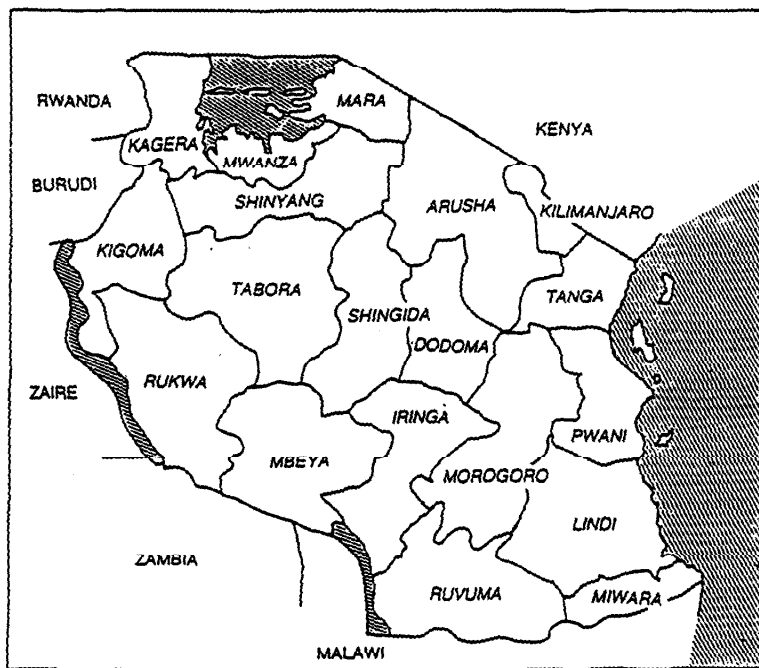 RWANDA
MARA
KENYA
KAGERA
MWANZA
BURUDI
SHINYANG
ARUSHA
KILIMANJARO
KIGOMA
TABORA
TANGA
SHINGIDA
DODOMA
RUKWA
ZAIRE
IRINGA
PWANI
MBEYA
MOROGORO
LINDI
ZAMBIA
RUVUMA
MIWARA
MALAWI